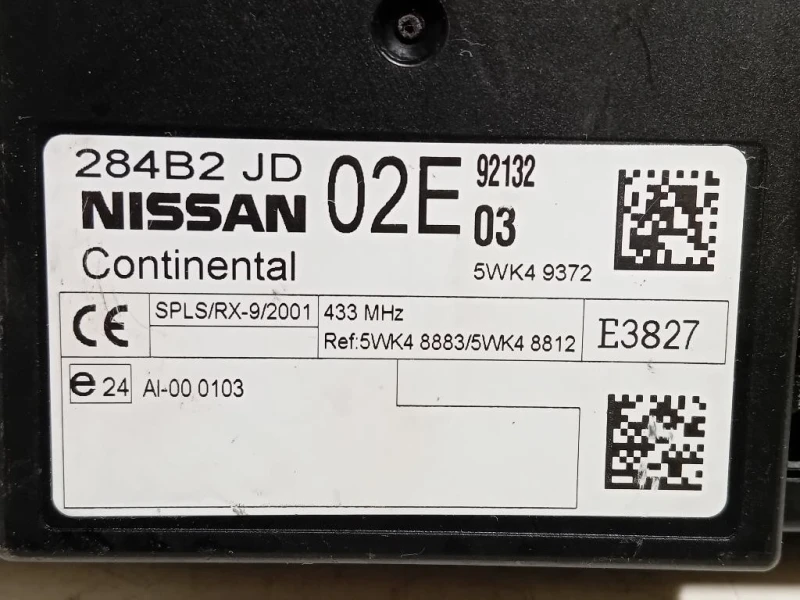 284B2 JD 02E 92132
NISSAN 03
Continental 5WK4 9372
CE SPLS/RX-9/2001 433 MHz E3827
Ref:5WK4 8883/5WK4 8812
e 24 AI-00 0103